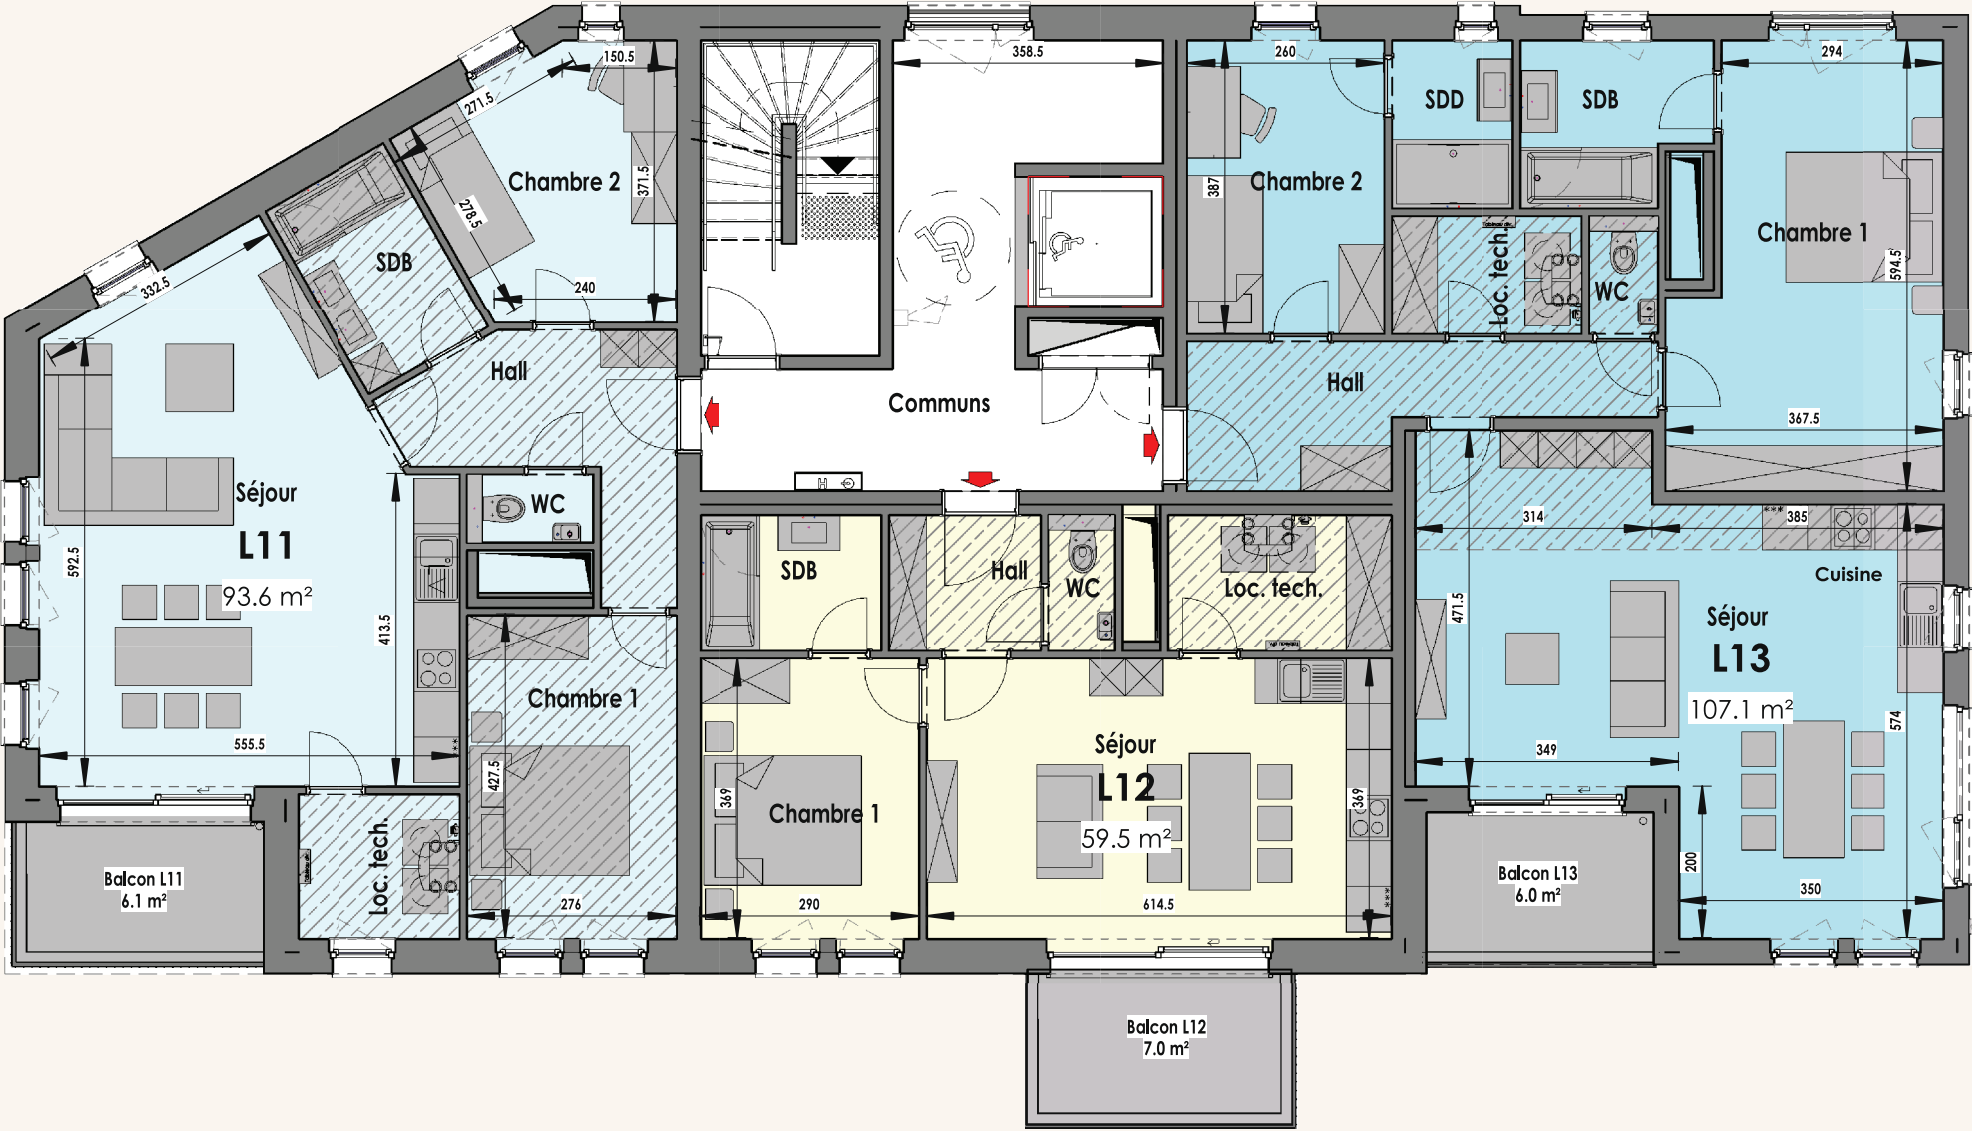 150.5
358.5
260
294
271.5
SDD
SDB
Chambre 2
371.5
387
Chambre 2
278.5
SDB
Chambre 1
594.5
332.5
240
Loc. tech.
WC
Hall
Hall
Communs
367.5
Séjour
L11
93.6 m²
592.5
413.5
WC
H
314
***
385
SDB
Hall
WC
Loc. tech.
Cuisine
471.5
Séjour
L13
107.1 m²
574
Chambre 1
555.5
**
427.5
Séjour
L12
59.5 m²
349
369
Chambre 1
369
Loc. tech.
Balcon L11
6.1 m²
276
290
614.5
***
Balcon L13
6.0 m²
200
350
Balcon L12
7.0 m²